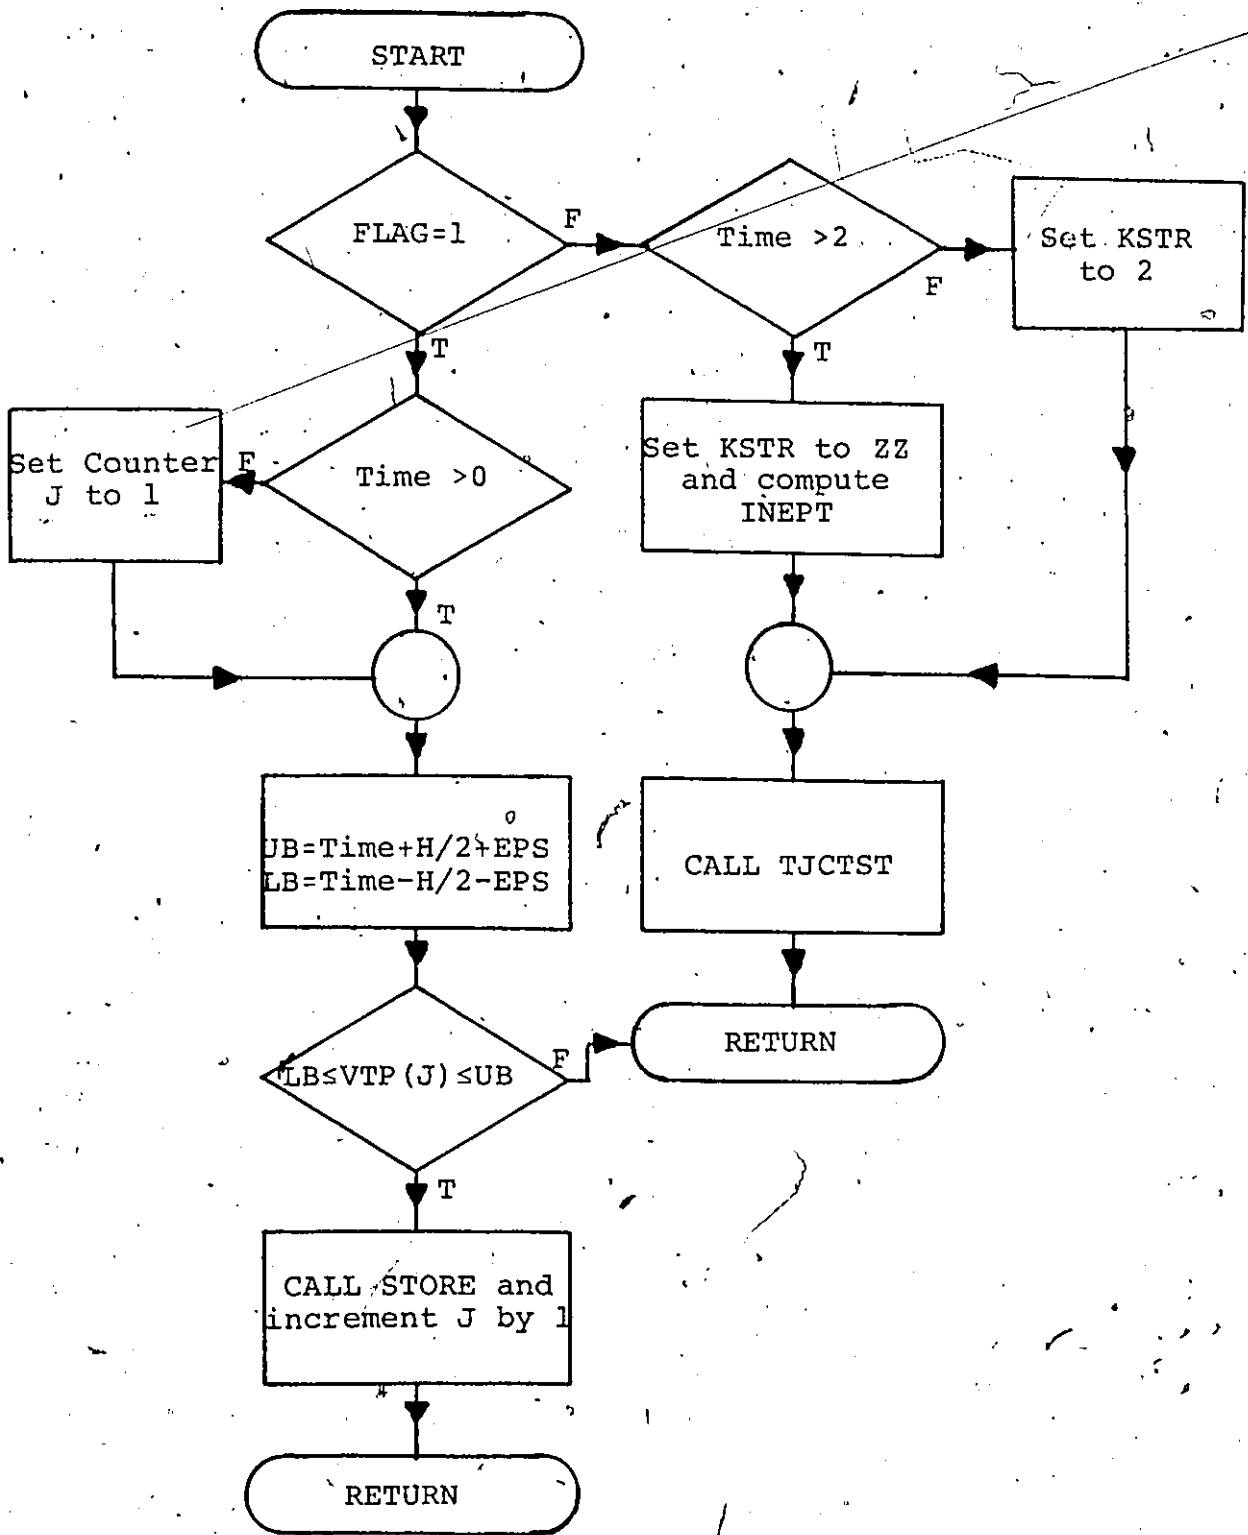 START
FLAG=1
F
Time >2
F
Set KSTR
to 2
T
T
Set Counter
J to 1
F
Time >0
Set KSTR to ZZ
and compute
INEPT
T
UB=Time+H/2+EPS
LB=Time-H/2-EPS
CALL TJCTST
LB≤VTP(J)≤UB
F
RETURN
T
CALL STORE and
increment J by 1
RETURN